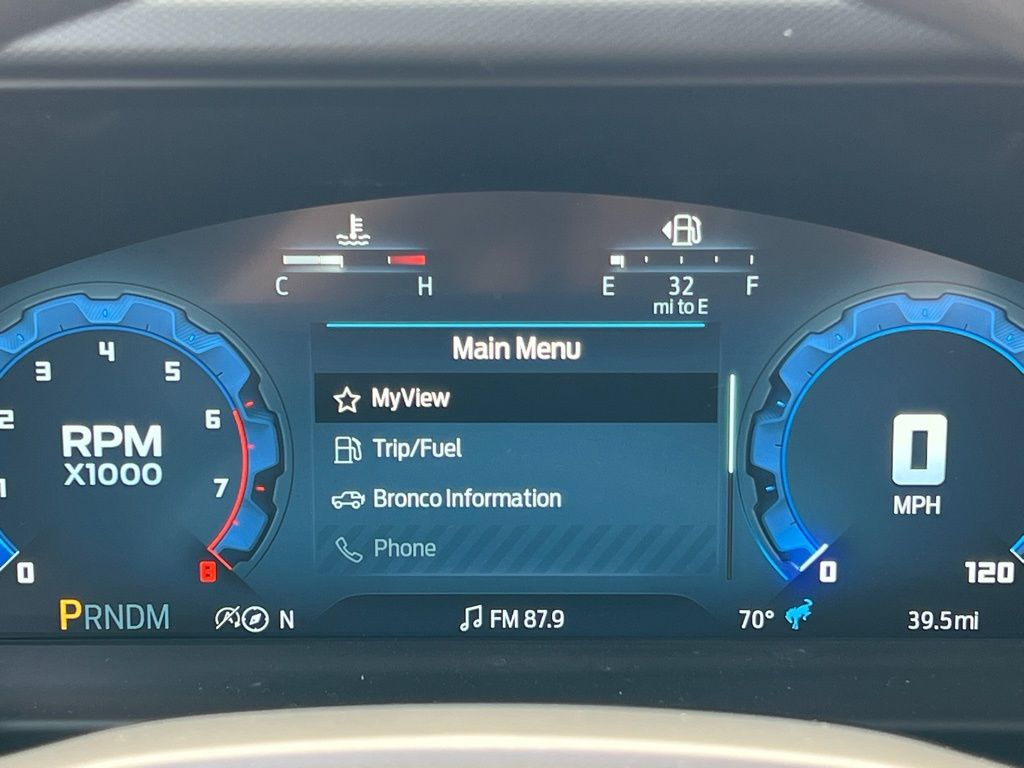 C H
E 32 F
mi to E
Main Menu
MyView
Trip/Fuel
Bronco Information
Phone
1 2 3 4 5 6 7 8
0
RPM
X1000
0
MPH
0 120
PRNDM
N
FM 87.9
70°
39.5mi